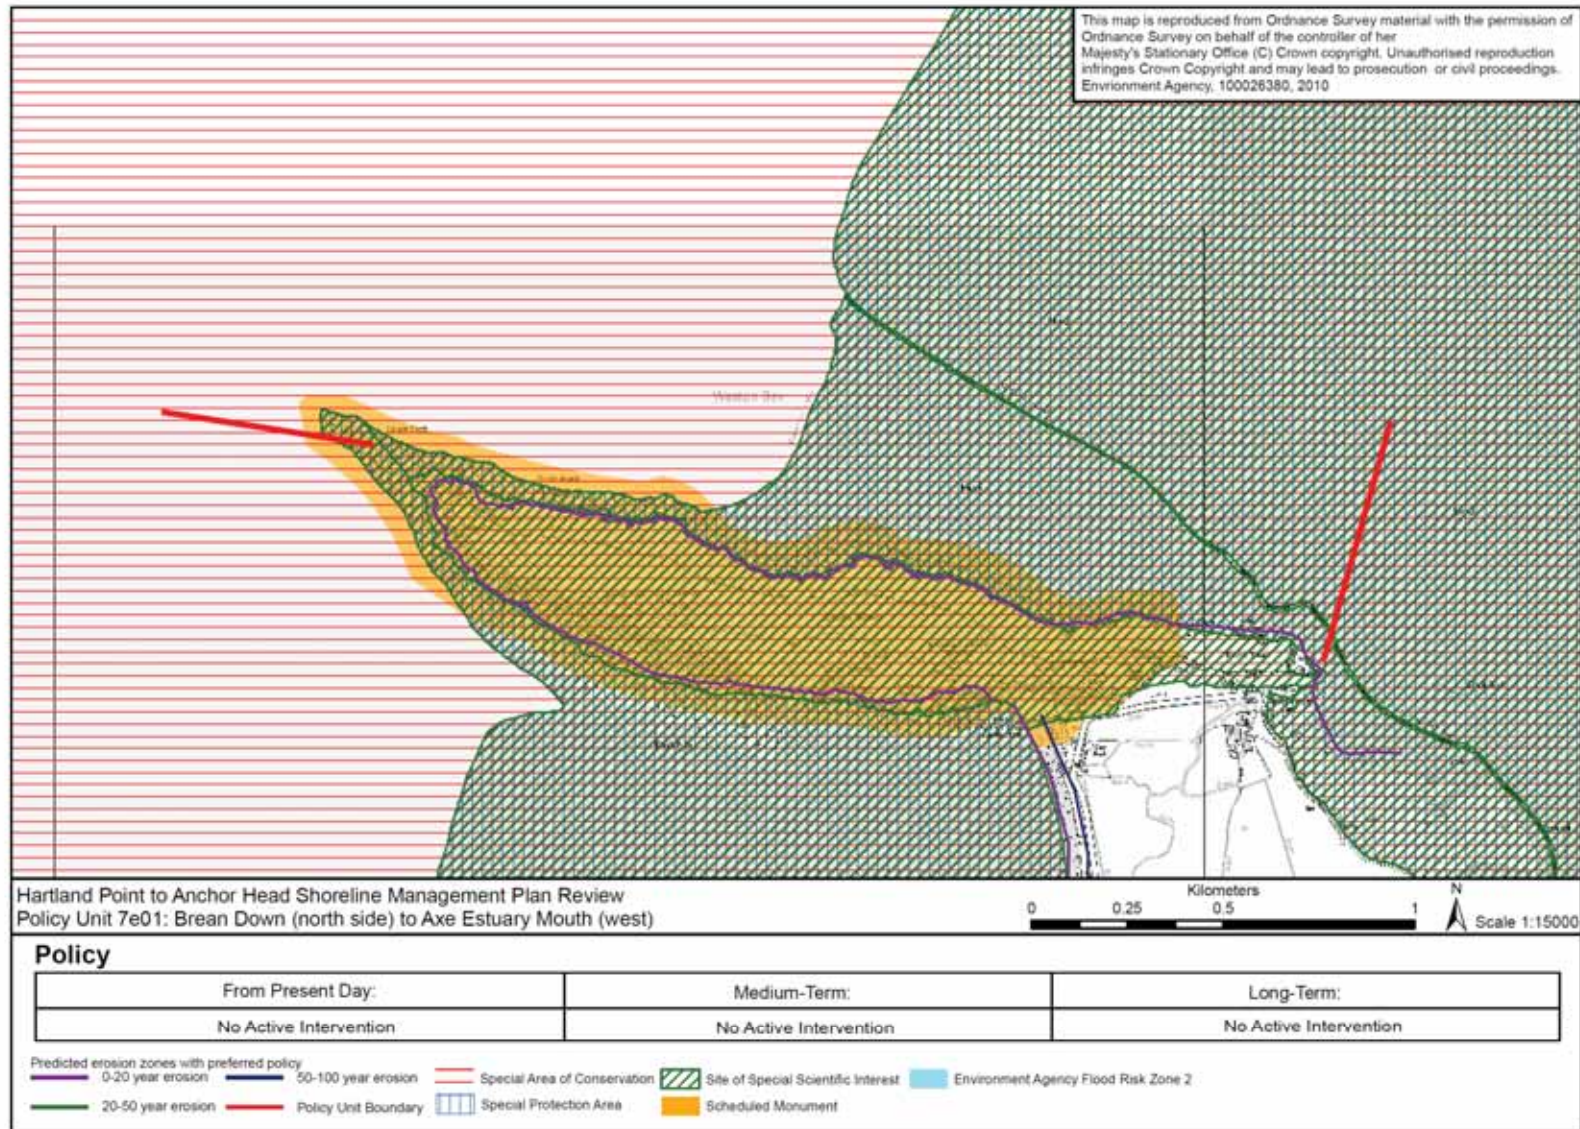 This map is reproduced from Ordnance Survey material with the permission of
Ordnance Survey on behalf of the controller of her
Majesty's Stationary Office (C) Crown copyright. Unauthorised reproduction
infringes Crown Copyright and may lead to prosecution or civil proceedings.
Envrionment Agency, 100026380, 2010
Weston Bay
Hartland Point to Anchor Head Shoreline Management Plan Review
Policy Unit 7e01: Brean Down (north side) to Axe Estuary Mouth (west)
Kilometers
0 0.25 0.5 1
N
Scale 1:15000
Policy
From Present Day: Medium-Term: Long-Term:
No Active Intervention No Active Intervention No Active Intervention
Predicted erosion zones with preferred policy
0-20 year erosion 50-100 year erosion Special Area of Conservation Site of Special Scientific Interest Environment Agency Flood Risk Zone 2
20-50 year erosion Policy Unit Boundary Special Protection Area Scheduled Monument